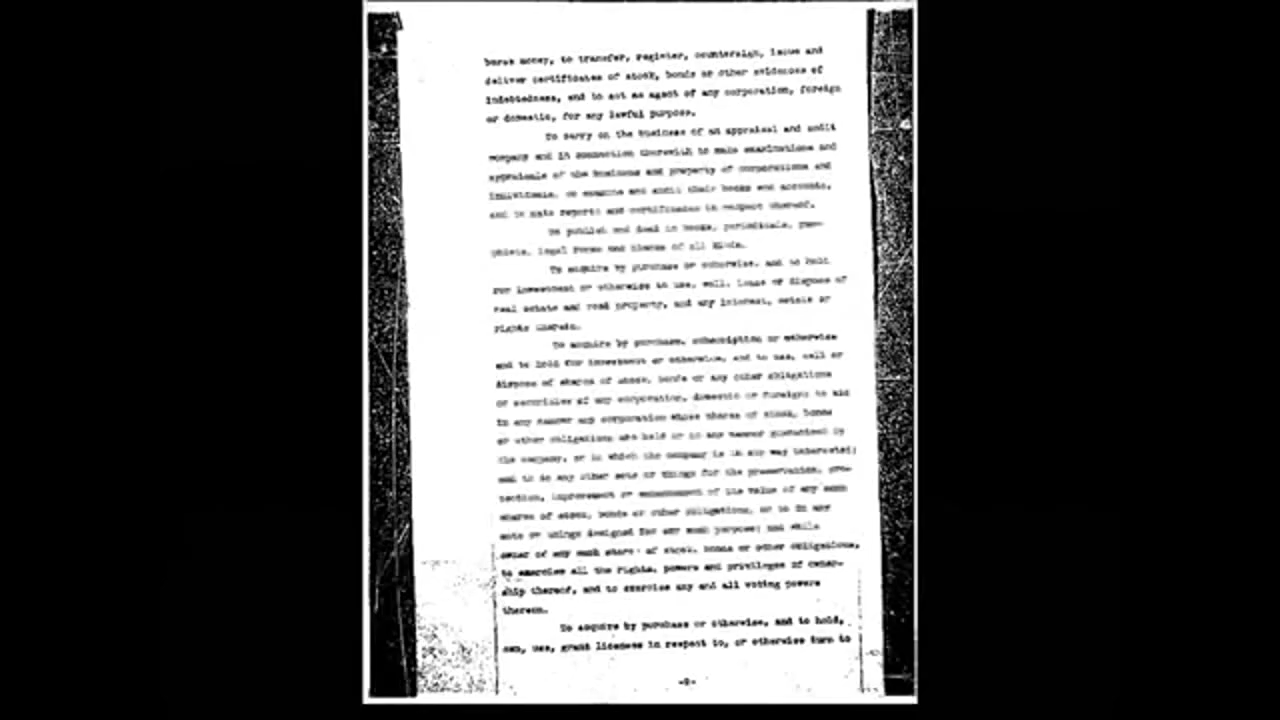 burse money, to transfer, register, countersign, issue and
deliver certificates of stock, bonds or other evidences of
indebtedness, and to act as agent of any corporation, foreign
or domestic, for any lawful purpose.
To carry on the business of an appraisal and audit
company and in connection therewith to make examinations and
appraisals of the business and property of corporations and
individuals, to examine and audit their books and accounts,
and to make reports and certificates in respect thereof.
To publish and deal in books, periodicals, pam-
phlets, legal forms and blanks of all kinds.
To acquire by purchase or otherwise, and to hold
for investment or otherwise to use, sell, lease or dispose of
real estate and real property, and any interest, estate or
rights therein.
To acquire by purchase, subscription or otherwise
and to hold for investment or otherwise, and to use, sell or
dispose of shares of stock, bonds or any other obligations
or securities of any corporation, domestic or foreign; to aid
in any manner any corporation whose shares of stock, bonds
or other obligations are held or in any manner guaranteed by
the company, or in which the company is in any way interested;
and to do any other acts or things for the preservation, pro-
tection, improvement or enhancement of the value of any such
shares of stock, bonds or other obligations, or to do any
acts or things designed for any such purpose; and while
owner of any such shares of stock, bonds or other obligations,
to exercise all the rights, powers and privileges of owner-
ship thereof, and to exercise any and all voting powers
thereon.
To acquire by purchase or otherwise, and to hold,
own, use, grant licenses in respect to, or otherwise turn to